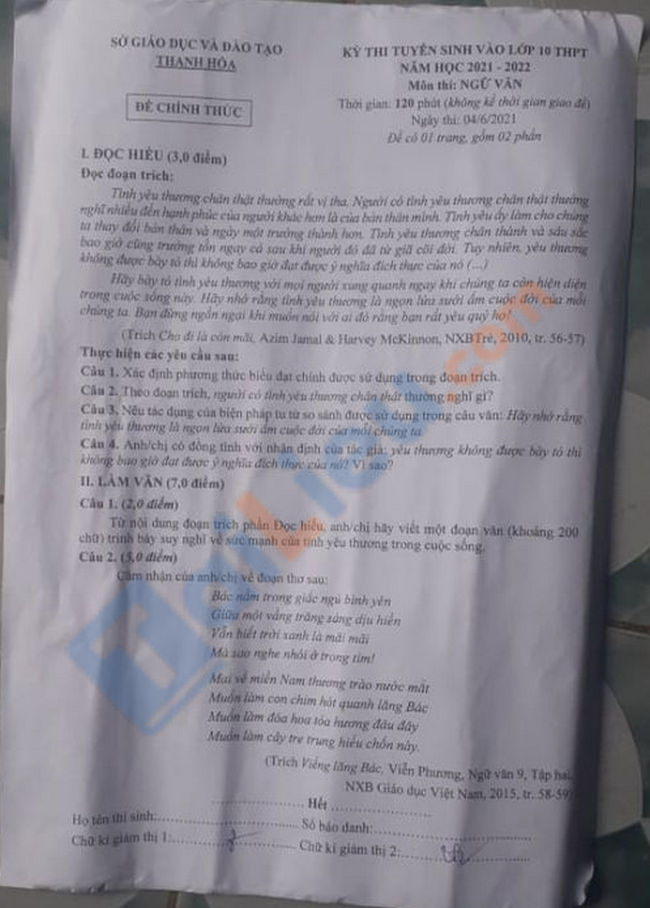 SỞ GIÁO DỤC VÀ ĐÀO TẠO
THANH HÓA
ĐỀ CHÍNH THỨC
KỲ THI TUYỂN SINH VÀO LỚP 10 THPT
NĂM HỌC 2021 - 2022
Môn thi: NGỮ VĂN
Thời gian: 120 phút (không kể thời gian giao đề)
Ngày thi: 04/6/2021
Đề có 01 trang, gồm 02 phần
I. ĐỌC HIỂU (3,0 điểm)
Đọc đoạn trích:
Tình yêu thương chân thật thường rất vị tha. Người có tình yêu thương chân thật thường
nghĩ nhiều đến hạnh phúc của người khác hơn là của bản thân mình. Tình yêu ấy làm cho chúng
ta thay đổi bản thân và ngày một trưởng thành hơn. Tình yêu thương chân thành và sâu sắc
bao giờ cũng trường tồn ngay cả sau khi người đó đã từ giã cõi đời. Tuy nhiên, yêu thương
không được bày tỏ thì không bao giờ đạt được ý nghĩa đích thực của nó (...)
Hãy bày tỏ tình yêu thương với mọi người xung quanh ngay khi chúng ta còn hiện diện
trong cuộc sống này. Hãy nhớ rằng tình yêu thương là ngọn lửa sưởi ấm cuộc đời của mỗi
chúng ta. Bạn đừng ngần ngại khi muốn nói với ai đó rằng bạn rất yêu quý họ!
(Trích Cho đi là còn mãi, Azim Jamal & Harvey McKinnon, NXBTrẻ, 2010, tr. 56-57)
Thực hiện các yêu cầu sau:
Câu 1. Xác định phương thức biểu đạt chính được sử dụng trong đoạn trích.
Câu 2. Theo đoạn trích, người có tình yêu thương chân thật thường nghĩ gì?
Câu 3. Nêu tác dụng của biện pháp tu từ so sánh được sử dụng trong câu văn: Hãy nhớ rằng
tình yêu thương là ngọn lửa sưởi ấm cuộc đời của mỗi chúng ta.
Câu 4. Anh/chị có đồng tình với nhận định của tác giả: yêu thương không được bày tỏ thì
không bao giờ đạt được ý nghĩa đích thực của nó? Vì sao?
II. LÀM VĂN (7,0 điểm)
Câu 1. (2,0 điểm)
Từ nội dung đoạn trích phần Đọc hiểu, anh/chị hãy viết một đoạn văn (khoảng 200
chữ) trình bày suy nghĩ về sức mạnh của tình yêu thương trong cuộc sống.
Câu 2. (5,0 điểm)
Cảm nhận của anh/chị về đoạn thơ sau:
Bác nằm trong giấc ngủ bình yên
Giữa một vầng trăng sáng dịu hiền
Vẫn biết trời xanh là mãi mãi
Mà sao nghe nhói ở trong tim!
Mai về miền Nam thương trào nước mắt
Muốn làm con chim hót quanh lăng Bác
Muốn làm đóa hoa tỏa hương đâu đây
Muốn làm cây tre trung hiếu chốn này.
(Trích Viếng lăng Bác, Viễn Phương, Ngữ văn 9, Tập hai,
NXB Giáo dục Việt Nam, 2015, tr. 58-59)
.................... Hết ....................
Họ tên thí sinh:.............................. Số báo danh:..............................
Chữ kí giám thị 1:.............................. Chữ kí giám thị 2:..............................